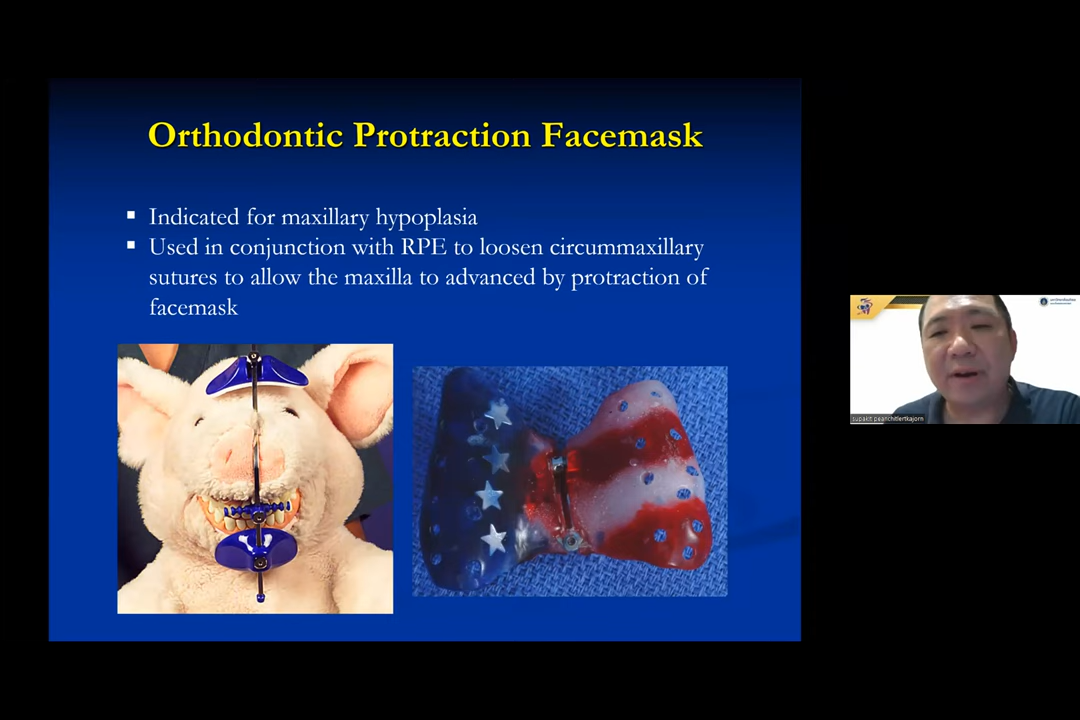 Orthodontic Protraction Facemask
▪ Indicated for maxillary hypoplasia
▪ Used in conjunction with RPE to loosen circummaxillary
sutures to allow the maxilla to advanced by protraction of
facemask
supakit peanchitlertkajorn